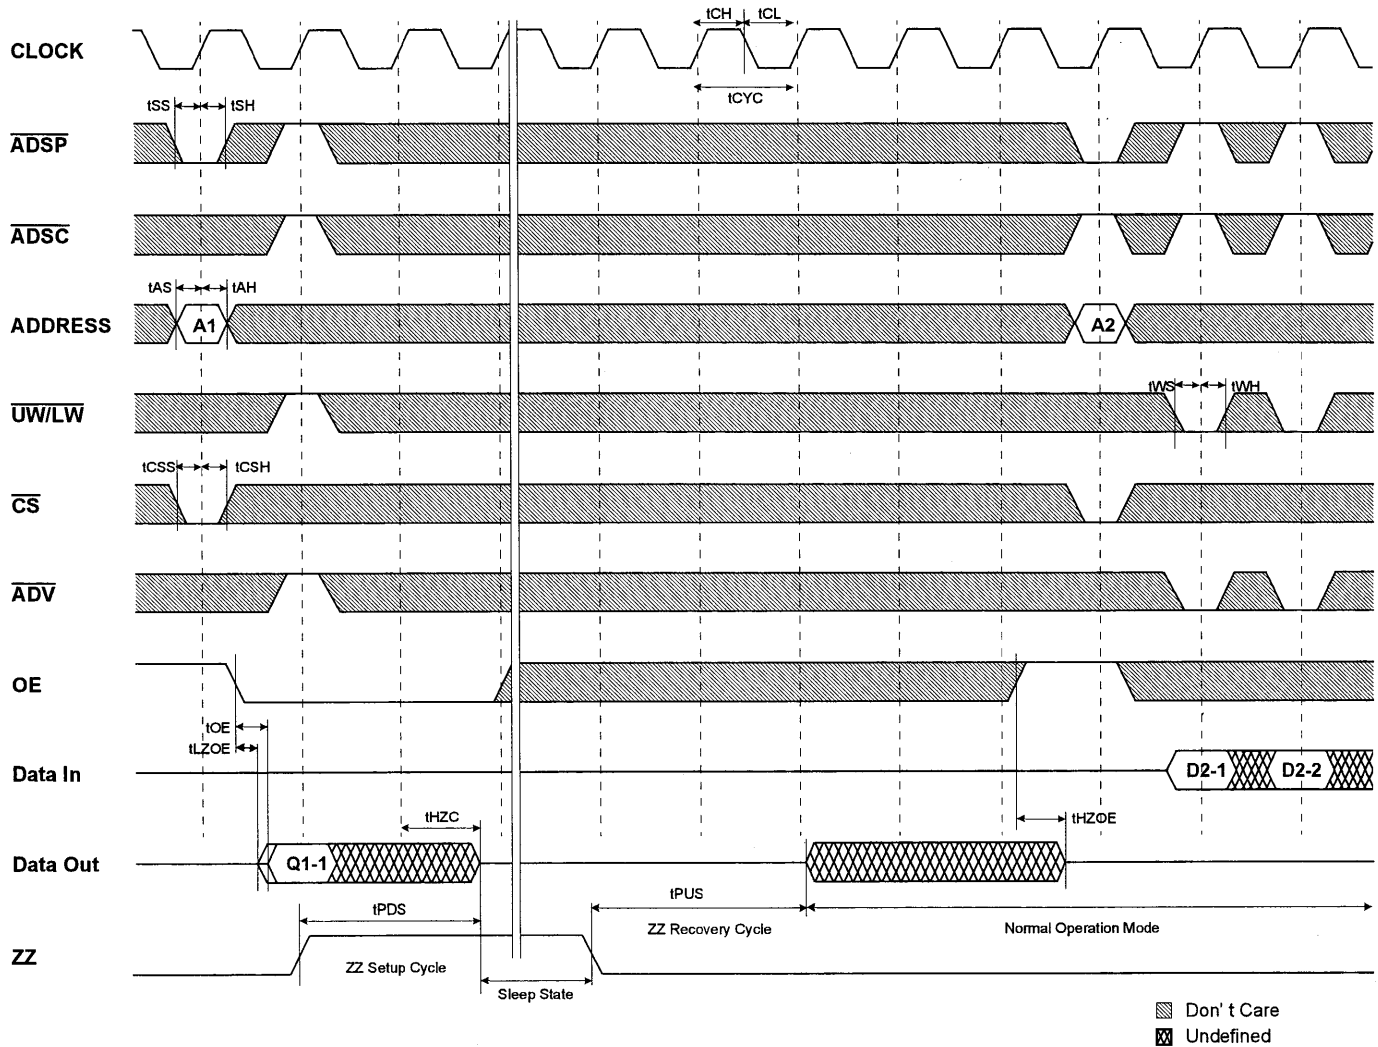 tCH tCL
CLOCK
tCYC
tSS tSH
ADSP
ADSC
tAS tAH
ADDRESS A1 A2
tWS tWH
UW/LW
tCSS tCSH
CS
ADV
OE
tOE
tLZOE
Data In D2-1 D2-2
tHZC tHZOE
Data Out Q1-1
tPDS tPUS
ZZ Recovery Cycle Normal Operation Mode
ZZ ZZ Setup Cycle
Sleep State
Don' t Care
Undefined